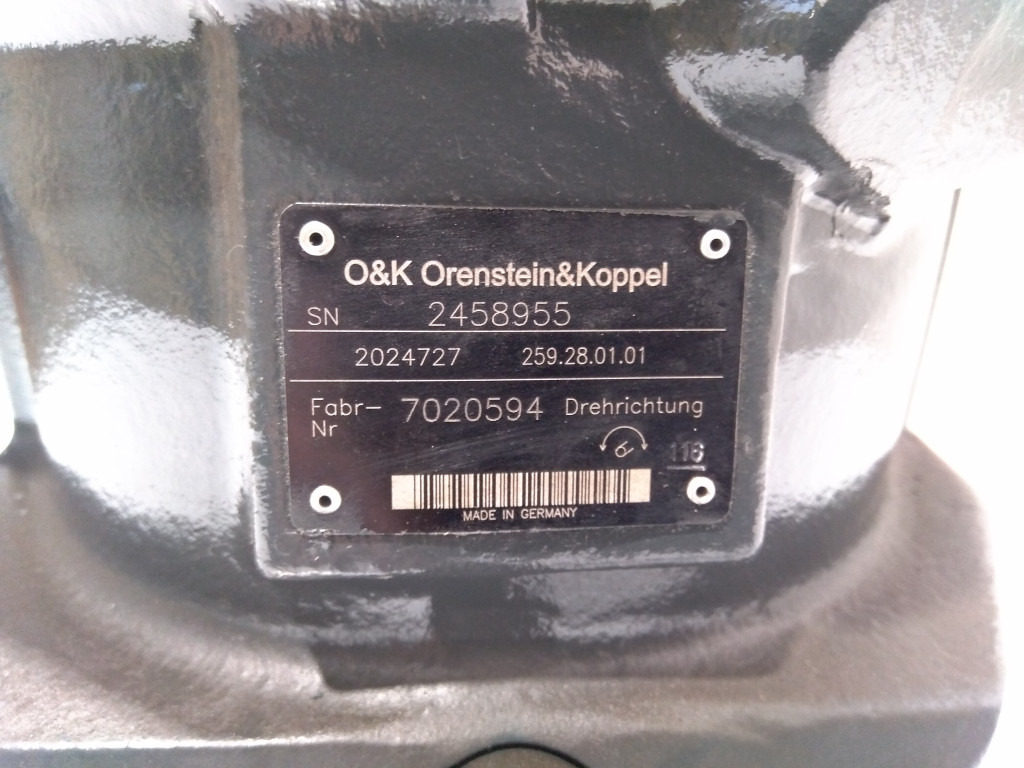 O&K Orenstein&Koppel
SN 2458955
2024727 259.28.01.01
Fabr- 7020594 Drehrichtung
Nr
116
MADE IN GERMANY